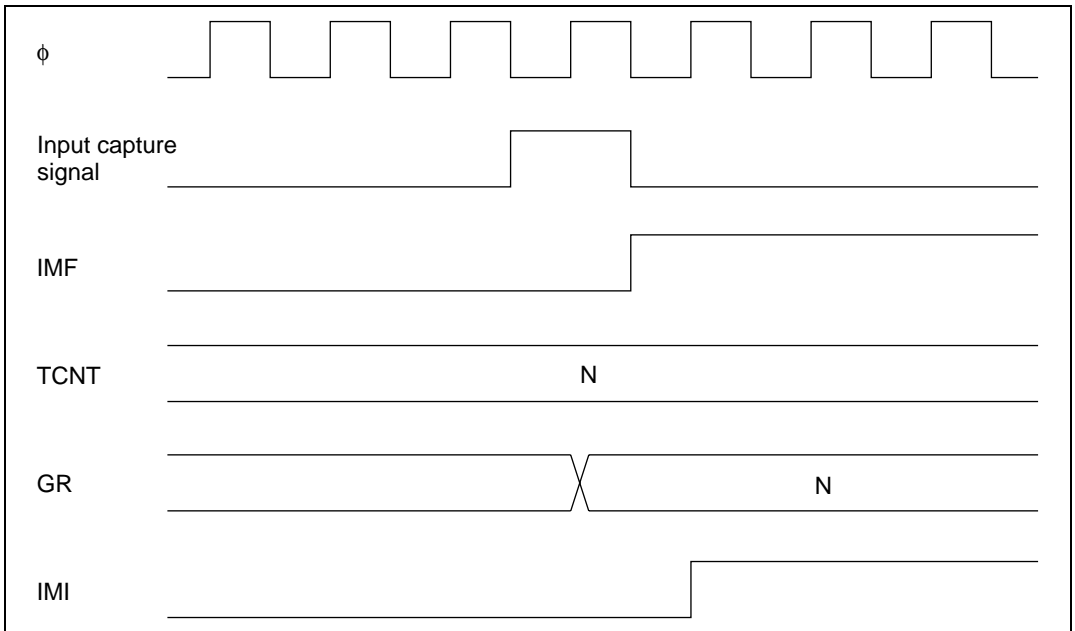 ϕ
Input capture
signal
IMF
TCNT
N
GR
N
IMI